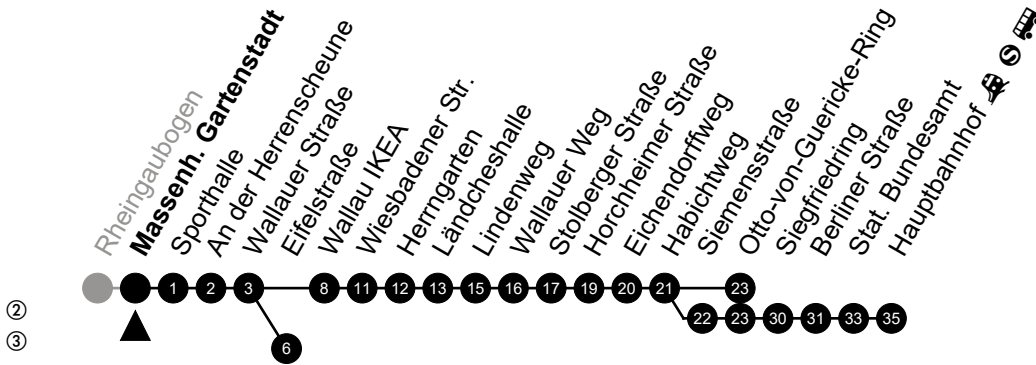 Rheingaubogen
Massenh. Gartenstadt
Sporthalle
An der Herrenscheune
Wallauer Straße
Eifelstraße
Wallau IKEA
Wiesbadener Str.
Herrngarten
Ländcheshalle
Lindenweg
Wallauer Weg
Stolberger Straße
Horchheimer Straße
Eichendorffweg
Habichtweg
Siemensstraße
Otto-von-Guericke-Ring
Siegfriedring
Berliner Straße
Stat. Bundesamt
Hauptbahnhof S
1 2 3 8 11 12 13 15 16 17 19 20 21 23
② 22 23 30 31 33 35
③ 6